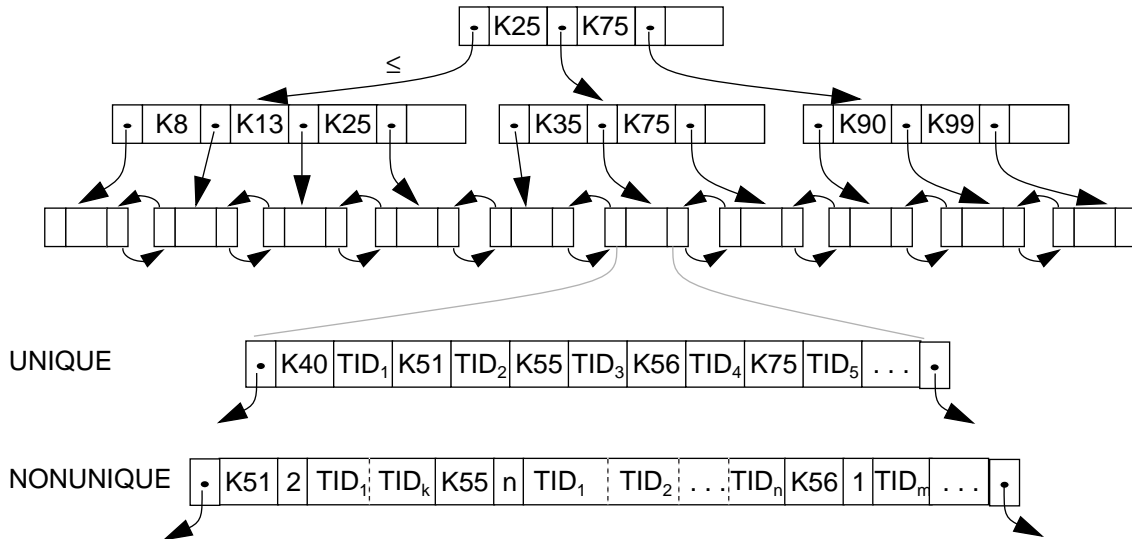 K25 K75
≤
K8 K13 K25 K35 K75 K90 K99
UNIQUE K40 TID₁ K51 TID₂ K55 TID₃ K56 TID₄ K75 TID₅ . . .
NONUNIQUE K51 2 TID₁ TIDₖ K55 n TID₁ TID₂ . . . TIDₙ K56 1 TIDₘ . . .